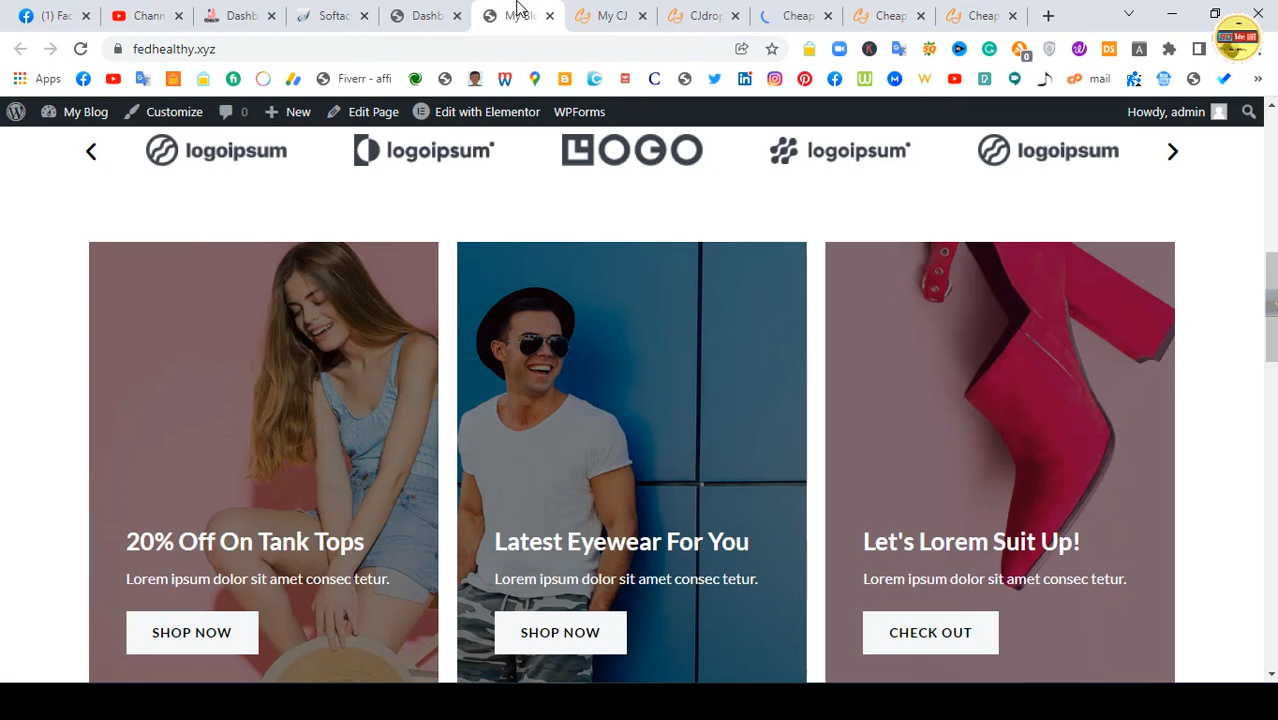 (1) Fac
Chann
Dashb
Softac
Dashb
My Blo
My CJ
CJdrop
Cheap
Cheap
Cheap
fedhealthy.xyz
Apps
Fiverr - affi
mail
My Blog
Customize
0
New
Edit Page
Edit with Elementor
WPForms
Howdy, admin
logoipsum
logoipsum
LOGO
logoipsum
logoipsum
20% Off On Tank Tops
Lorem ipsum dolor sit amet consec tetur.
SHOP NOW
Latest Eyewear For You
Lorem ipsum dolor sit amet consec tetur.
SHOP NOW
Let's Lorem Suit Up!
Lorem ipsum dolor sit amet consec tetur.
CHECK OUT